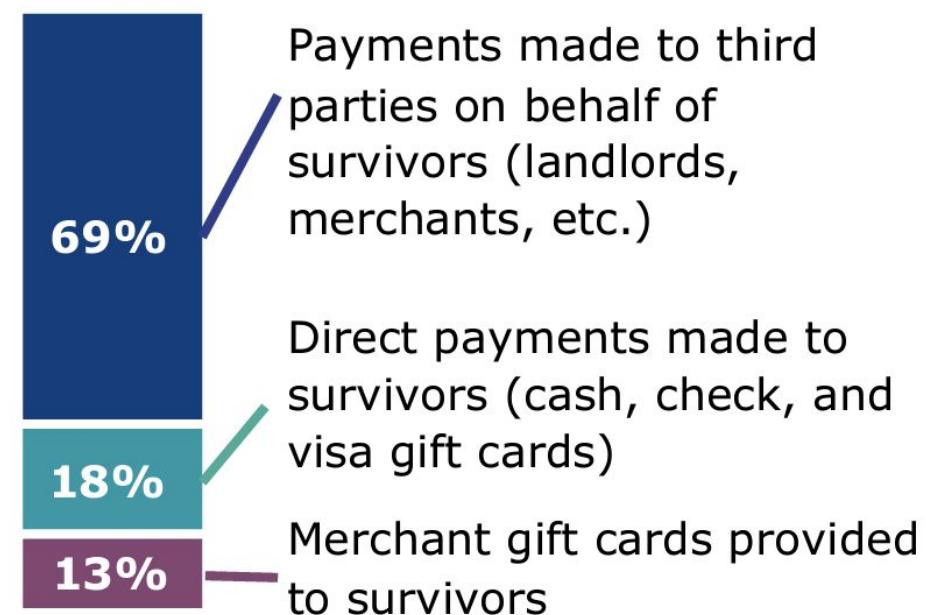 69%
Payments made to third
parties on behalf of
survivors (landlords,
merchants, etc.)
18%
Direct payments made to
survivors (cash, check, and
visa gift cards)
13%
Merchant gift cards provided
to survivors